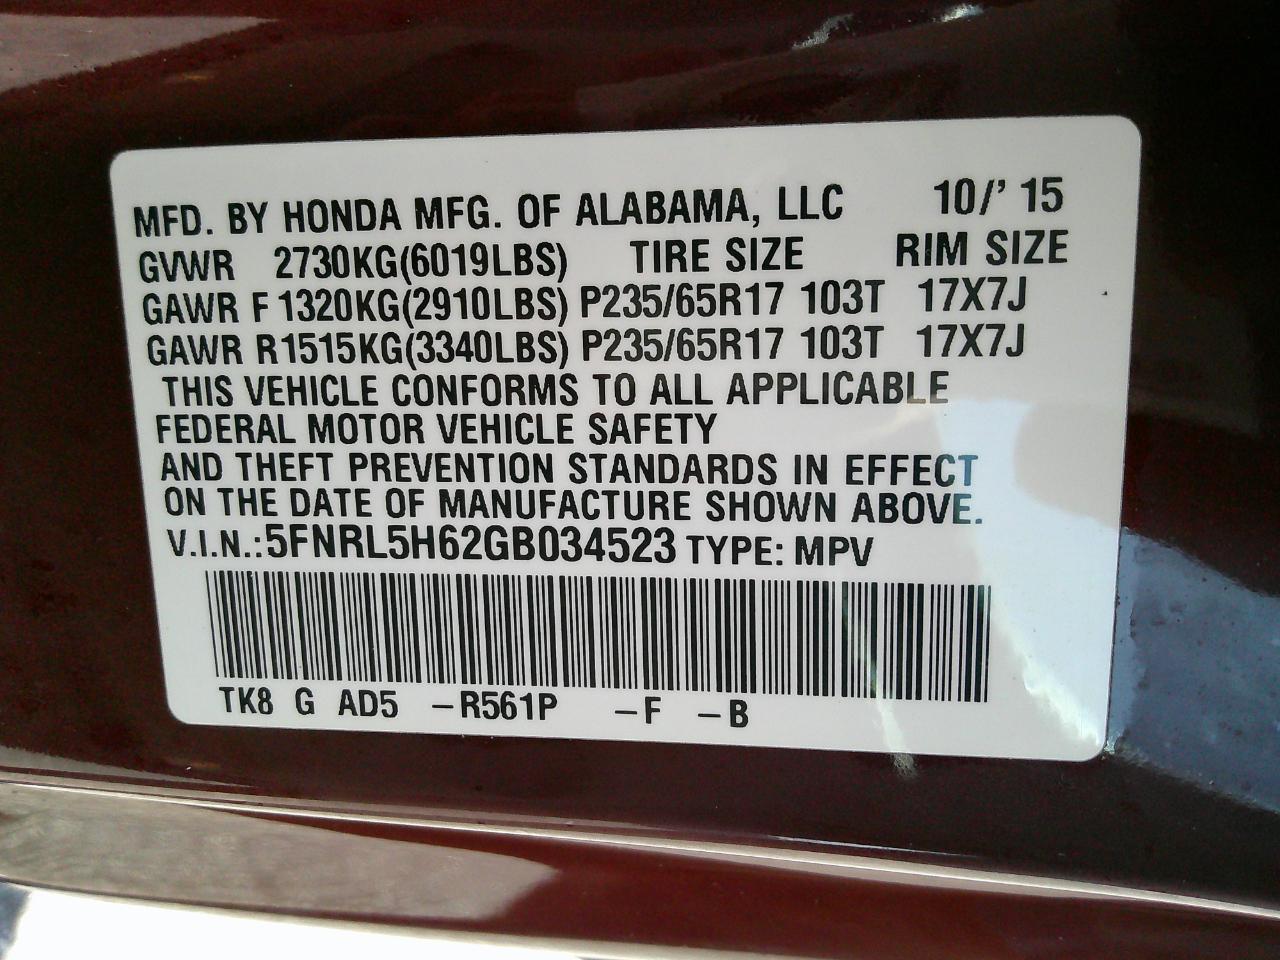 MFD. BY HONDA MFG. OF ALABAMA, LLC 10/' 15
GVWR 2730KG(6019LBS) TIRE SIZE RIM SIZE
GAWR F 1320KG(2910LBS) P235/65R17 103T 17X7J
GAWR R1515KG(3340LBS) P235/65R17 103T 17X7J
THIS VEHICLE CONFORMS TO ALL APPLICABLE
FEDERAL MOTOR VEHICLE SAFETY
AND THEFT PREVENTION STANDARDS IN EFFECT
ON THE DATE OF MANUFACTURE SHOWN ABOVE.
V.I.N.:5FNRL5H62GB034523 TYPE: MPV
TK8 G AD5 -R561P -F -B